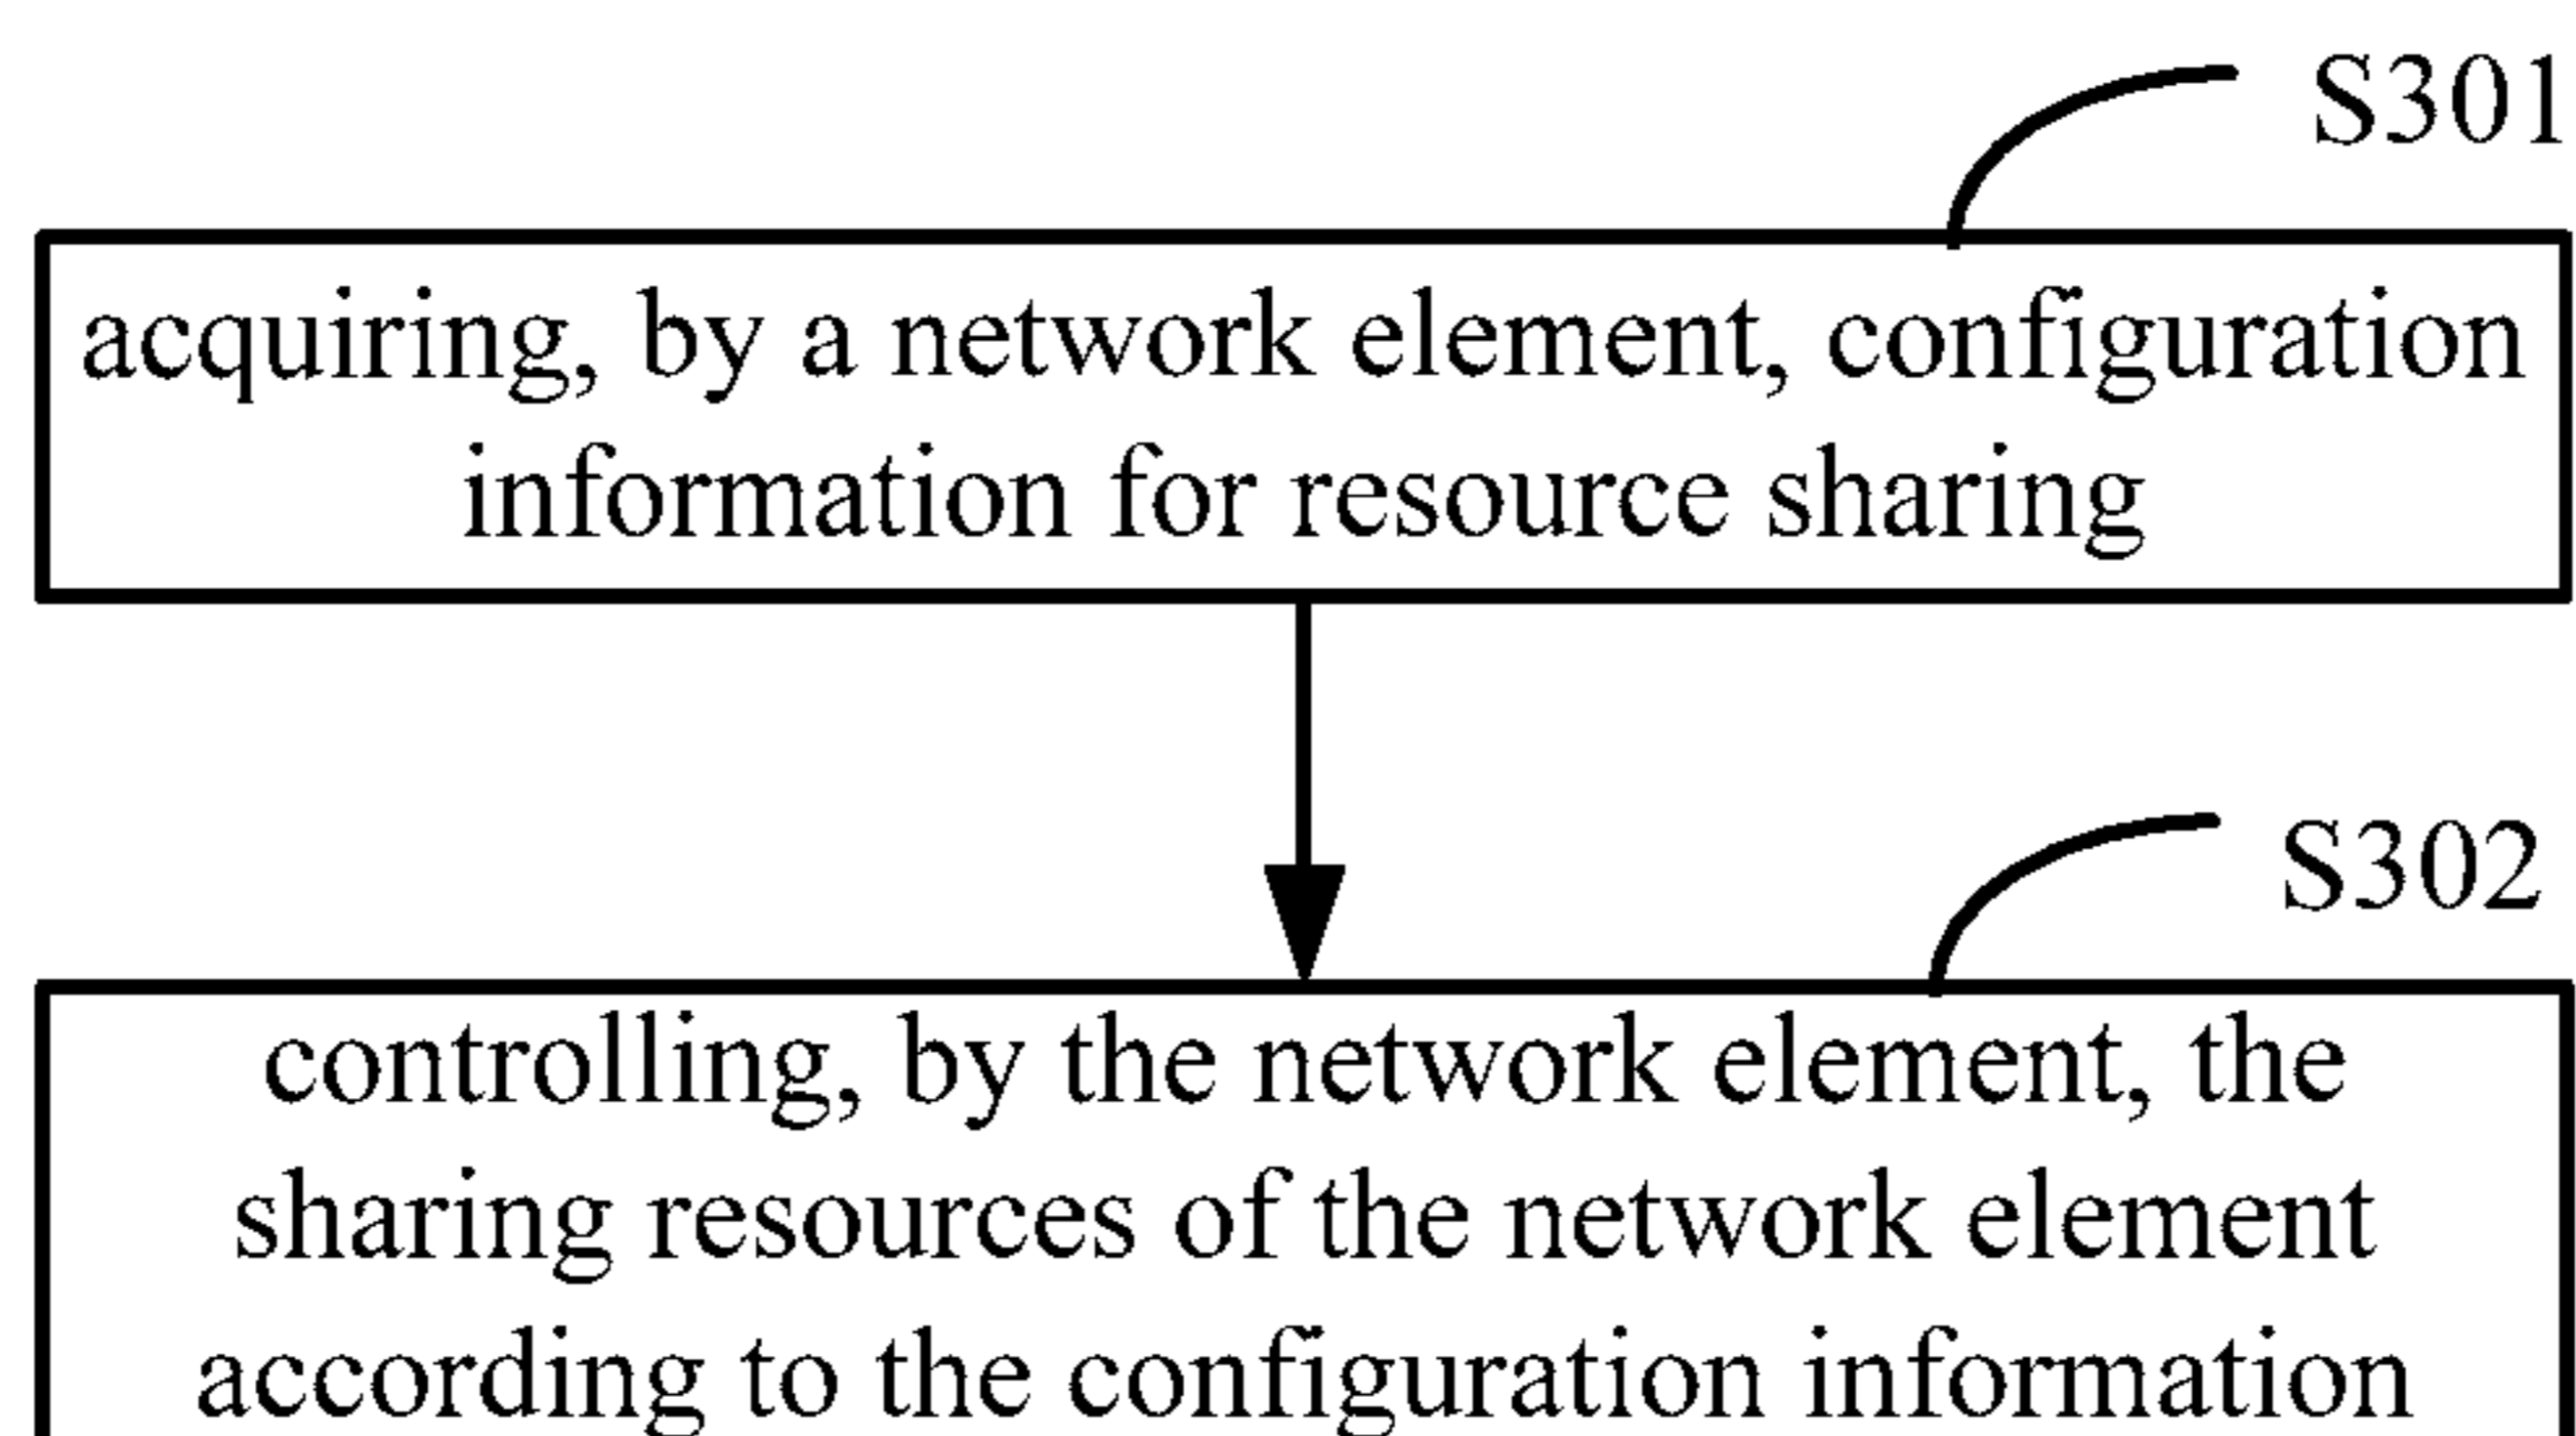 S301
acquiring, by a network element, configuration
information for resource sharing
S302
controlling, by the network element, the
sharing resources of the network element
according to the configuration information